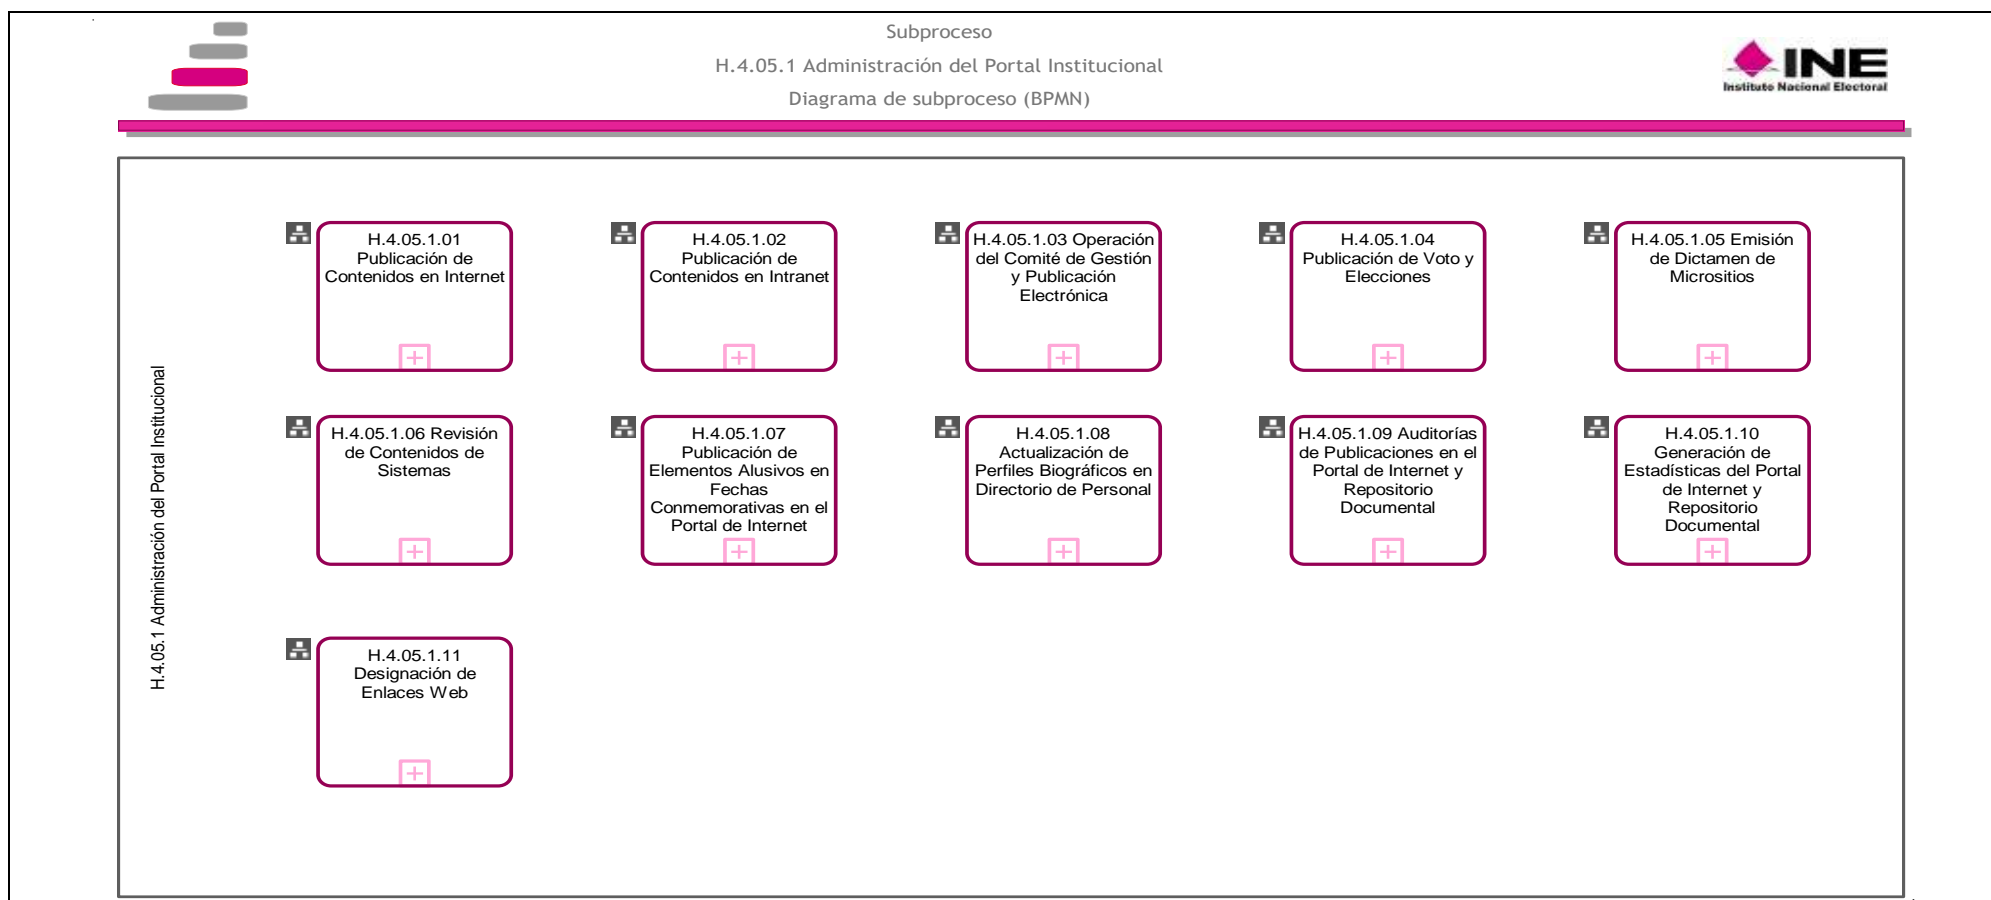 Subproceso
H.4.05.1 Administración del Portal Institucional
Diagrama de subproceso (BPMN)
INE
Instituto Nacional Electoral
H.4.05.1 Administración del Portal Institucional
H.4.05.1.01
Publicación de
Contenidos en Internet
H.4.05.1.02
Publicación de
Contenidos en Intranet
H.4.05.1.03 Operación
del Comité de Gestión
y Publicación
Electrónica
H.4.05.1.04
Publicación de Voto y
Elecciones
H.4.05.1.05 Emisión
de Dictamen de
Micrositios
H.4.05.1.06 Revisión
de Contenidos de
Sistemas
H.4.05.1.07
Publicación de
Elementos Alusivos en
Fechas
Conmemorativas en el
Portal de Internet
H.4.05.1.08
Actualización de
Perfiles Biográficos en
Directorio de Personal
H.4.05.1.09 Auditorías
de Publicaciones en el
Portal de Internet y
Repositorio
Documental
H.4.05.1.10
Generación de
Estadísticas del Portal
de Internet y
Repositorio
Documental
H.4.05.1.11
Designación de
Enlaces Web